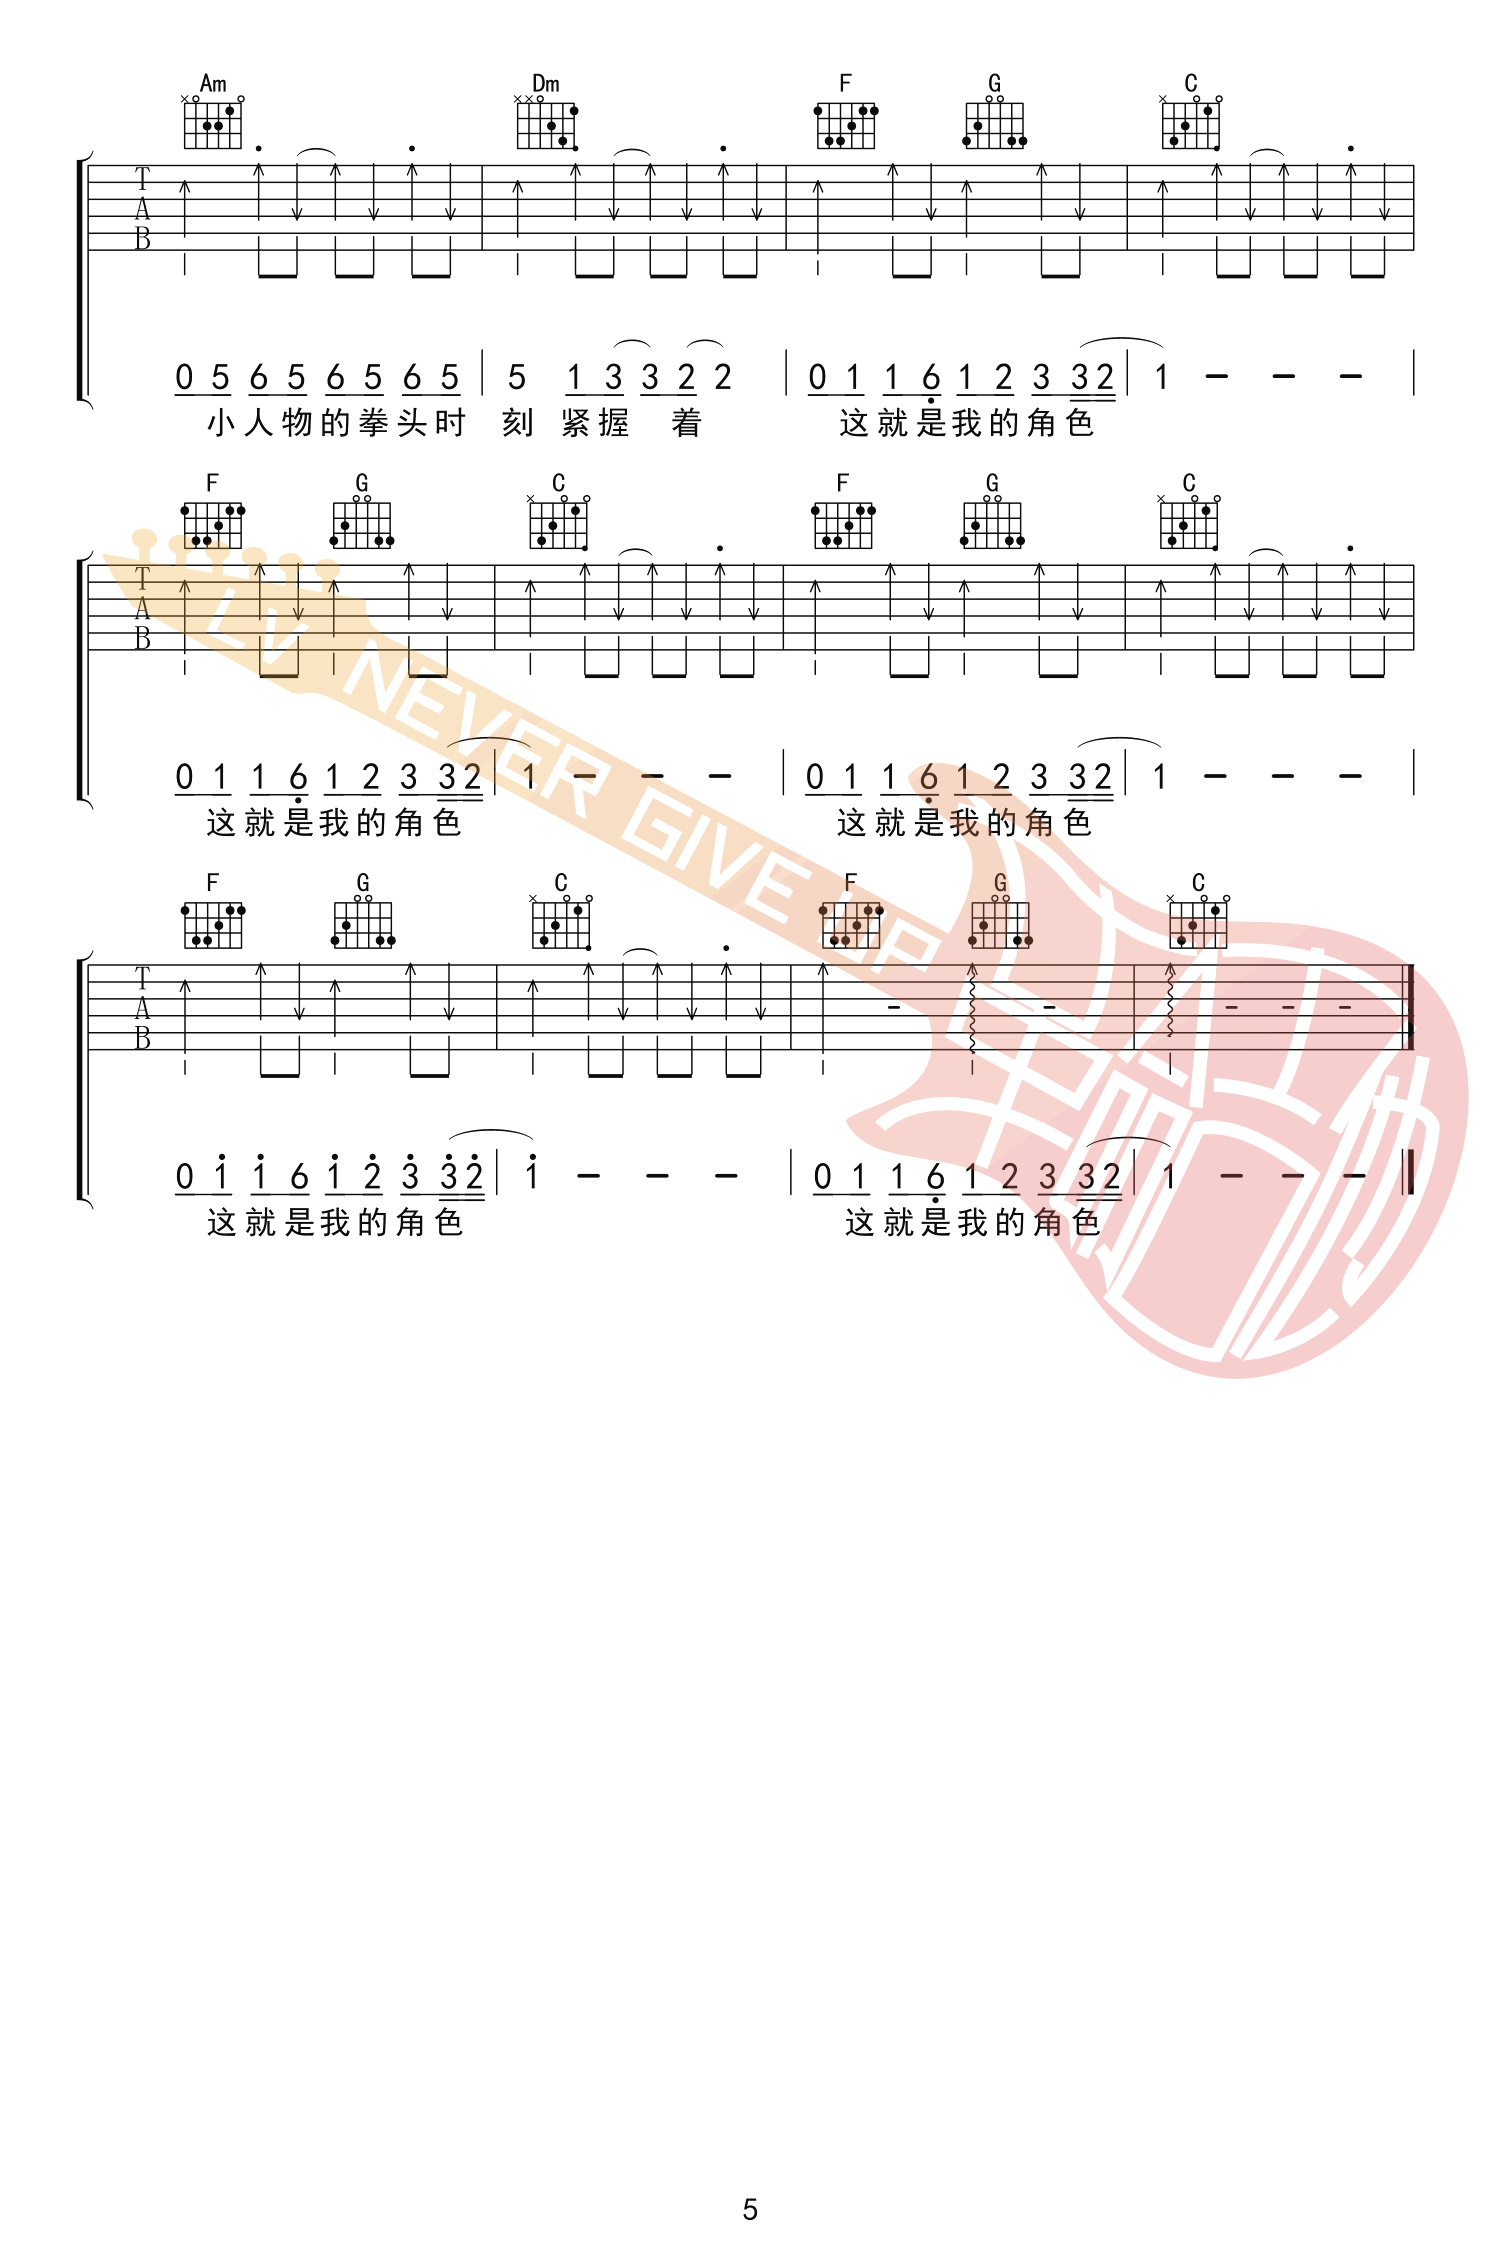 Am Dm F G C
T
A
B
0 5 6 5 6 5 6 5 | 5 1 3 3 2 2 | 0 1 1 6 1 2 3 3 2 | 1 - - - |
小人物的拳头时 刻 紧握 着 这就是我的角色
F G C F G C
T
A
B
0 1 1 6 1 2 3 3 2 | 1 - - - | 0 1 1 6 1 2 3 3 2 | 1 - - - |
这就是我的角色 这就是我的角色
F G C F G C
T
A
B
0 1 1 6 1 2 3 3 2 | 1 - - - | 0 1 1 6 1 2 3 3 2 | 1 - - -
这就是我的角色 这就是我的角色
LV NEVER GIVE UP
5